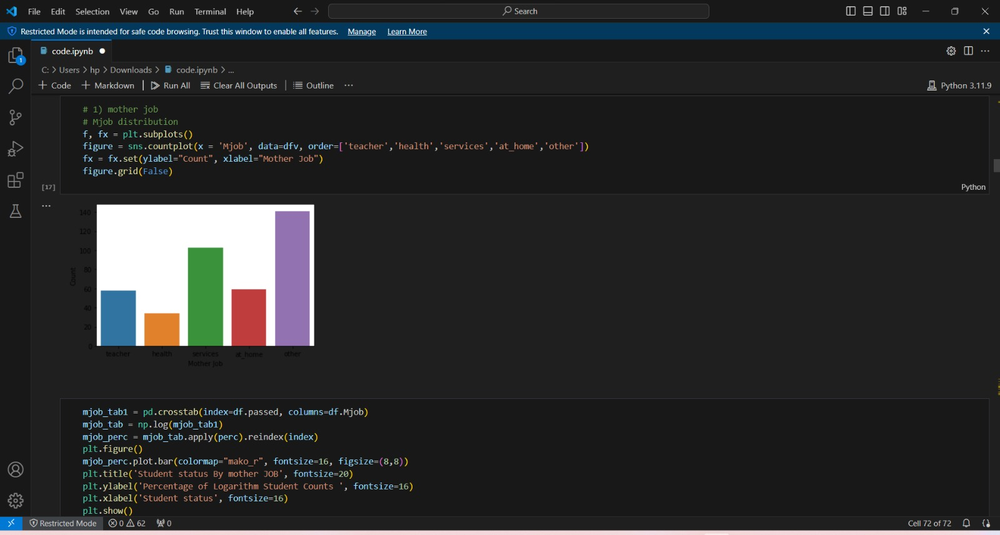 File Edit Selection View Go Run Terminal Help Search
Restricted Mode is intended for safe code browsing. Trust this window to enable all features. Manage Learn More
1
code.ipynb
C: > Users > hp > Downloads > code.ipynb > ...
+ Code + Markdown Run All Clear All Outputs Outline ... Python 3.11.9
# 1) mother job
# Mjob distribution
f, fx = plt.subplots()
figure = sns.countplot(x = 'Mjob', data=dfv, order=['teacher','health','services','at_home','other'])
fx = fx.set(ylabel="Count", xlabel="Mother Job")
figure.grid(False)
[17] Python
...
140
120
100
80
60
40
20
0
Count
teacher health services at_home other
Mother Job
mjob_tab1 = pd.crosstab(index=df.passed, columns=df.Mjob)
mjob_tab = np.log(mjob_tab1)
mjob_perc = mjob_tab.apply(perc).reindex(index)
plt.figure()
mjob_perc.plot.bar(colormap="mako_r", fontsize=16, figsize=(8,8))
plt.title('Student status By mother JOB', fontsize=20)
plt.ylabel('Percentage of Logarithm Student Counts ', fontsize=16)
plt.xlabel('Student status', fontsize=16)
plt.show()
Restricted Mode 0 62 0 Cell 72 of 72